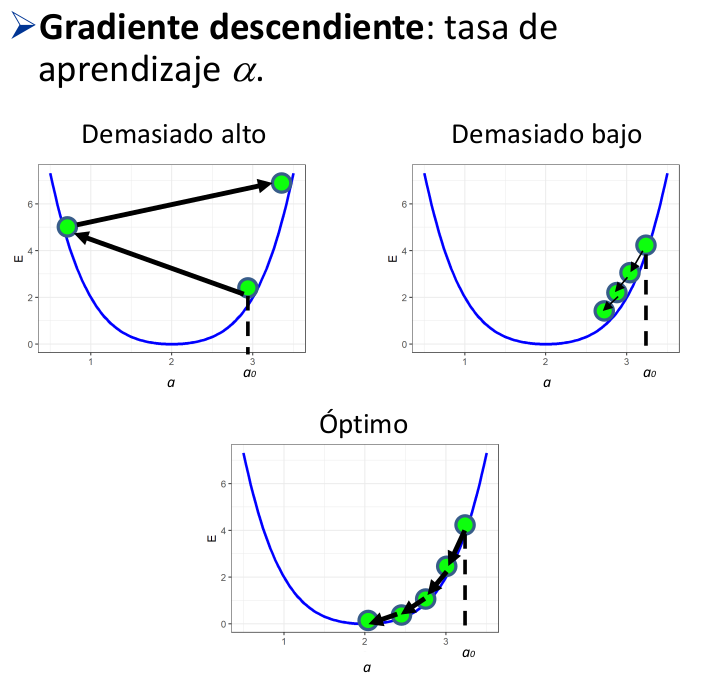 ➢Gradiente descendiente: tasa de
aprendizaje α.
Demasiado alto
Demasiado bajo
6
4
2
0
E
1
2
3
a₀
a
6
4
2
0
E
1
2
3
a₀
a
Óptimo
6
4
2
0
E
1
2
3
a₀
a